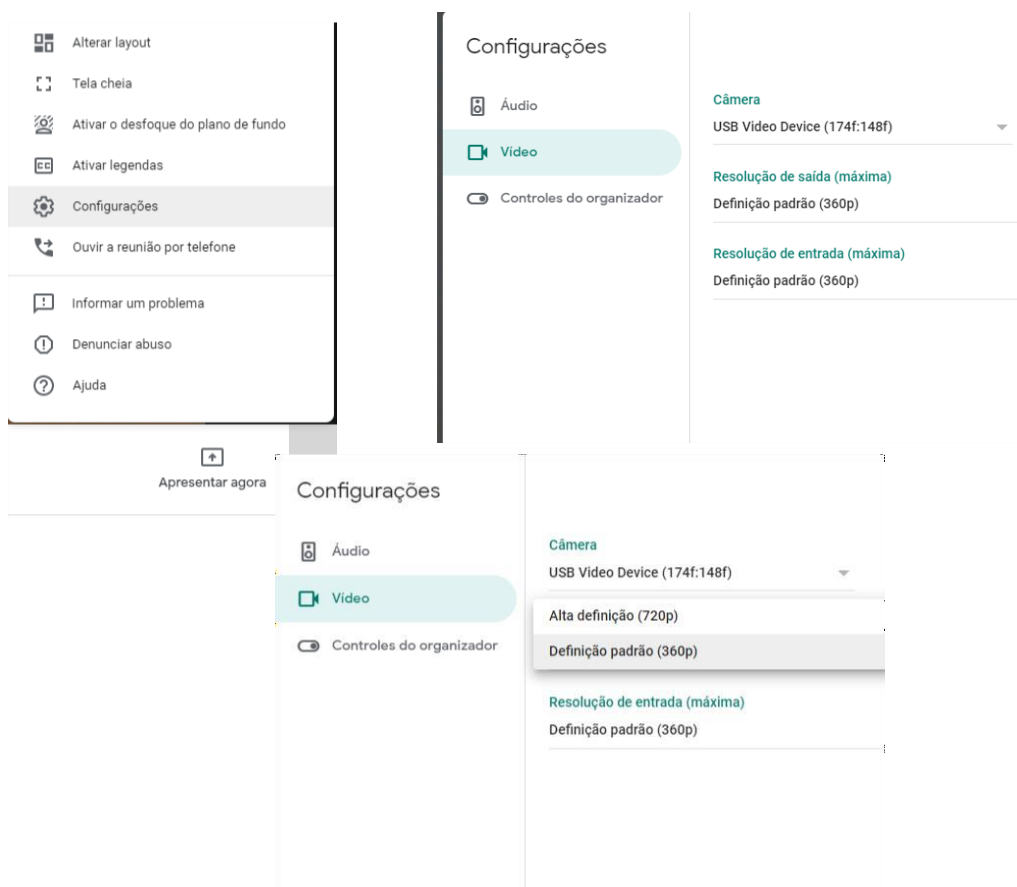 Alterar layout
Tela cheia
Ativar o desfoque do plano de fundo
Ativar legendas
Configurações
Ouvir a reunião por telefone
Informar um problema
Denunciar abuso
Ajuda
Apresentar agora
Configurações
Áudio
Vídeo
Controles do organizador
Câmera
USB Video Device (174f:148f)
Resolução de saída (máxima)
Definição padrão (360p)
Resolução de entrada (máxima)
Definição padrão (360p)
Configurações
Áudio
Vídeo
Controles do organizador
Câmera
USB Video Device (174f:148f)
Alta definição (720p)
Definição padrão (360p)
Resolução de entrada (máxima)
Definição padrão (360p)